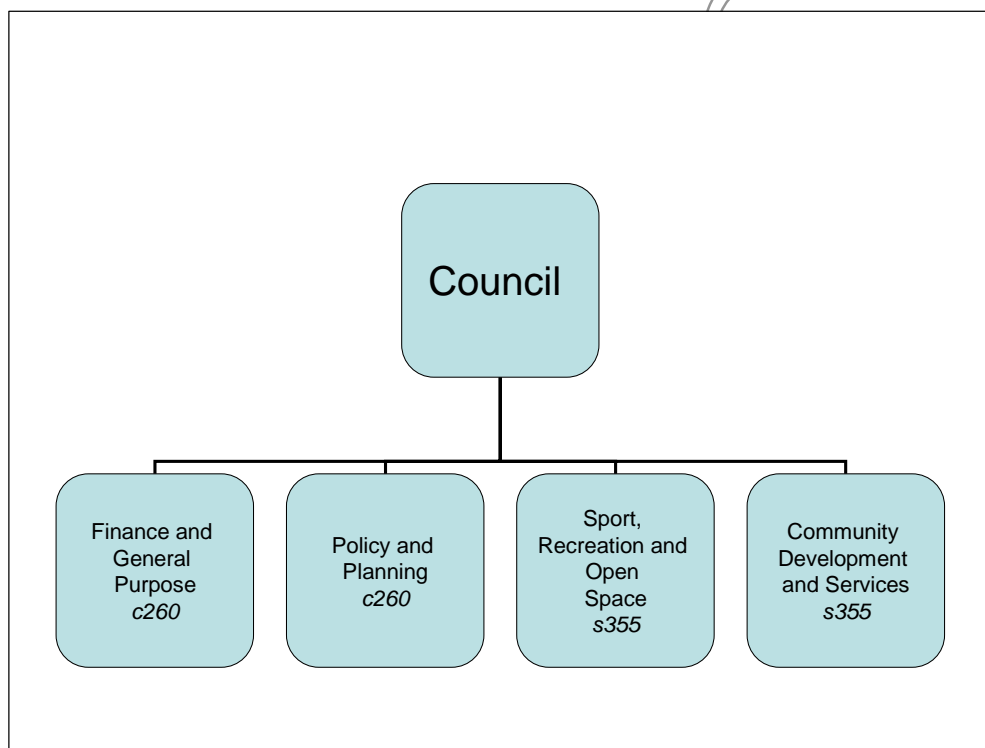 Council
Finance and
General
Purpose
c260
Policy and
Planning
c260
Sport,
Recreation and
Open
Space
s355
Community
Development
and Services
s355